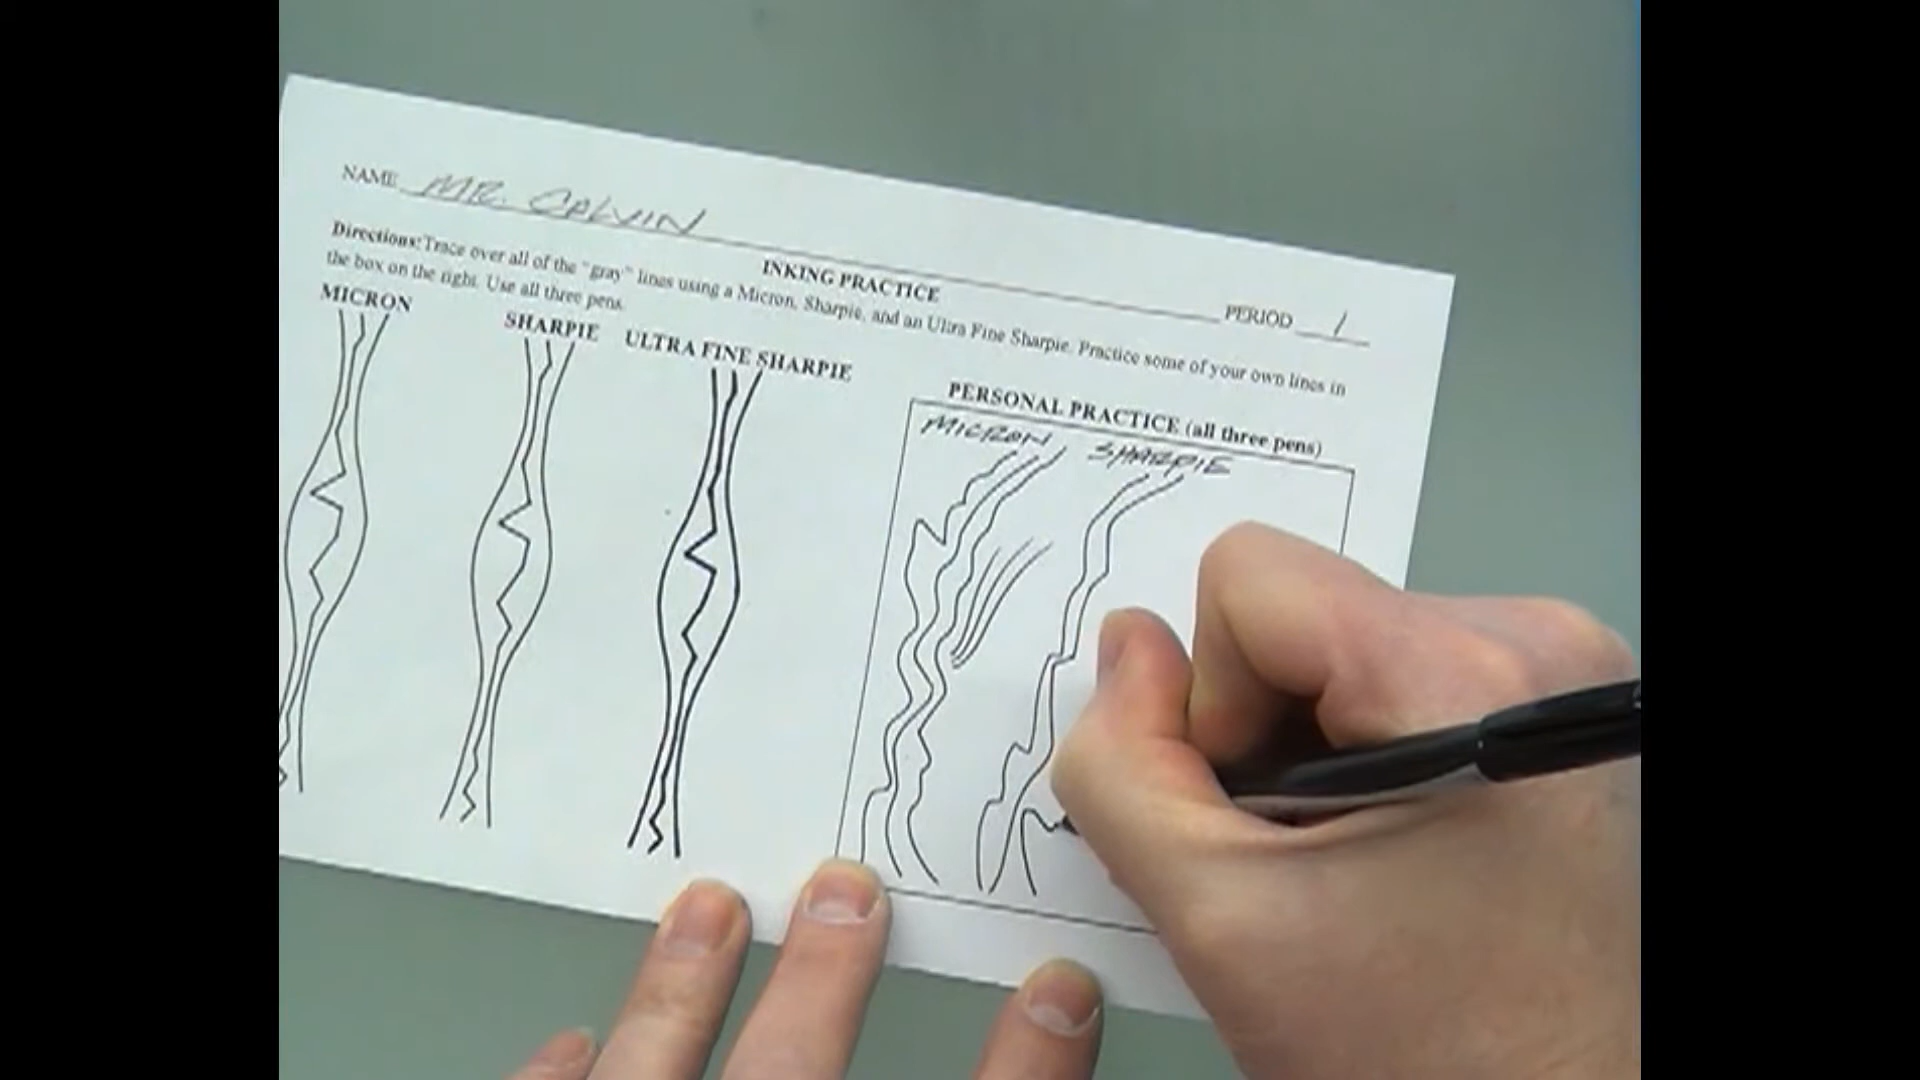 NAME MR. CALVIN PERIOD 1
INKING PRACTICE
Directions: Trace over all of the "gray" lines using a Micron, Sharpie, and an Ultra Fine Sharpie. Practice some of your own lines in
the box on the right. Use all three pens.
MICRON SHARPIE ULTRA FINE SHARPIE
PERSONAL PRACTICE (all three pens)
MICRON SHARPIE